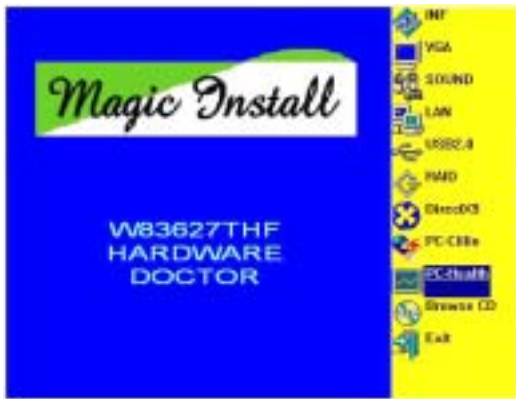 Magic Install
W83627THF
HARDWARE
DOCTOR
INF
VGA
SOUND
LAN
USB2.0
RAID
DirectX9
PC-Cillin
PC-Health
Browse CD
Exit